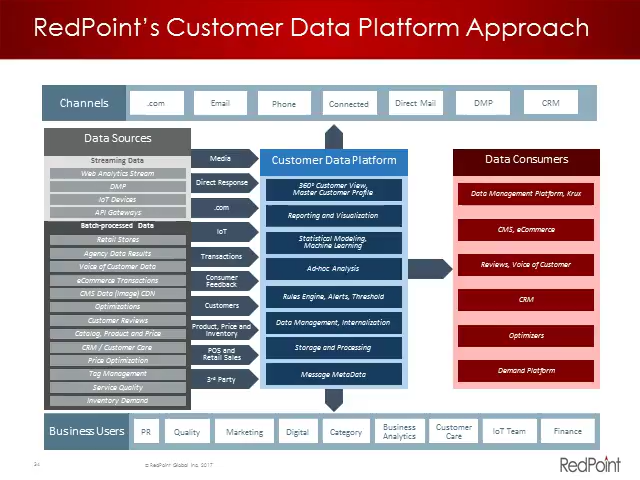 RedPoint's Customer Data Platform Approach
Channels
.com
Email
Phone
Connected
Direct Mail
DMP
CRM
Data Sources
Streaming Data
Web Analytics Stream
DMP
IoT Devices
API Gateways
Batch-processed Data
Retail Stores
Agency Data Results
Voice of Customer Data
eCommerce Transactions
CMS Data (Image) CDN
Optimizations
Customer Reviews
Catalog, Product and Price
CRM / Customer Care
Price Optimization
Tag Management
Service Quality
Inventory Demand
Media
Direct Response
.com
IoT
Transactions
Consumer
Feedback
Customers
Product, Price and
Inventory
POS and
Retail Sales
3rd Party
Customer Data Platform
360° Customer View,
Master Customer Profile
Reporting and Visualization
Statistical Modeling,
Machine Learning
Ad-hoc Analysis
Rules Engine, Alerts, Threshold
Data Management, Internalization
Storage and Processing
Message MetaData
Data Consumers
Data Management Platform, Krux
CMS, eCommerce
Reviews, Voice of Customer
CRM
Optimizers
Demand Platform
Business Users
PR
Quality
Marketing
Digital
Category
Business
Analytics
Customer
Care
IoT Team
Finance
34
© RedPoint Global Inc. 2017
RedPoint